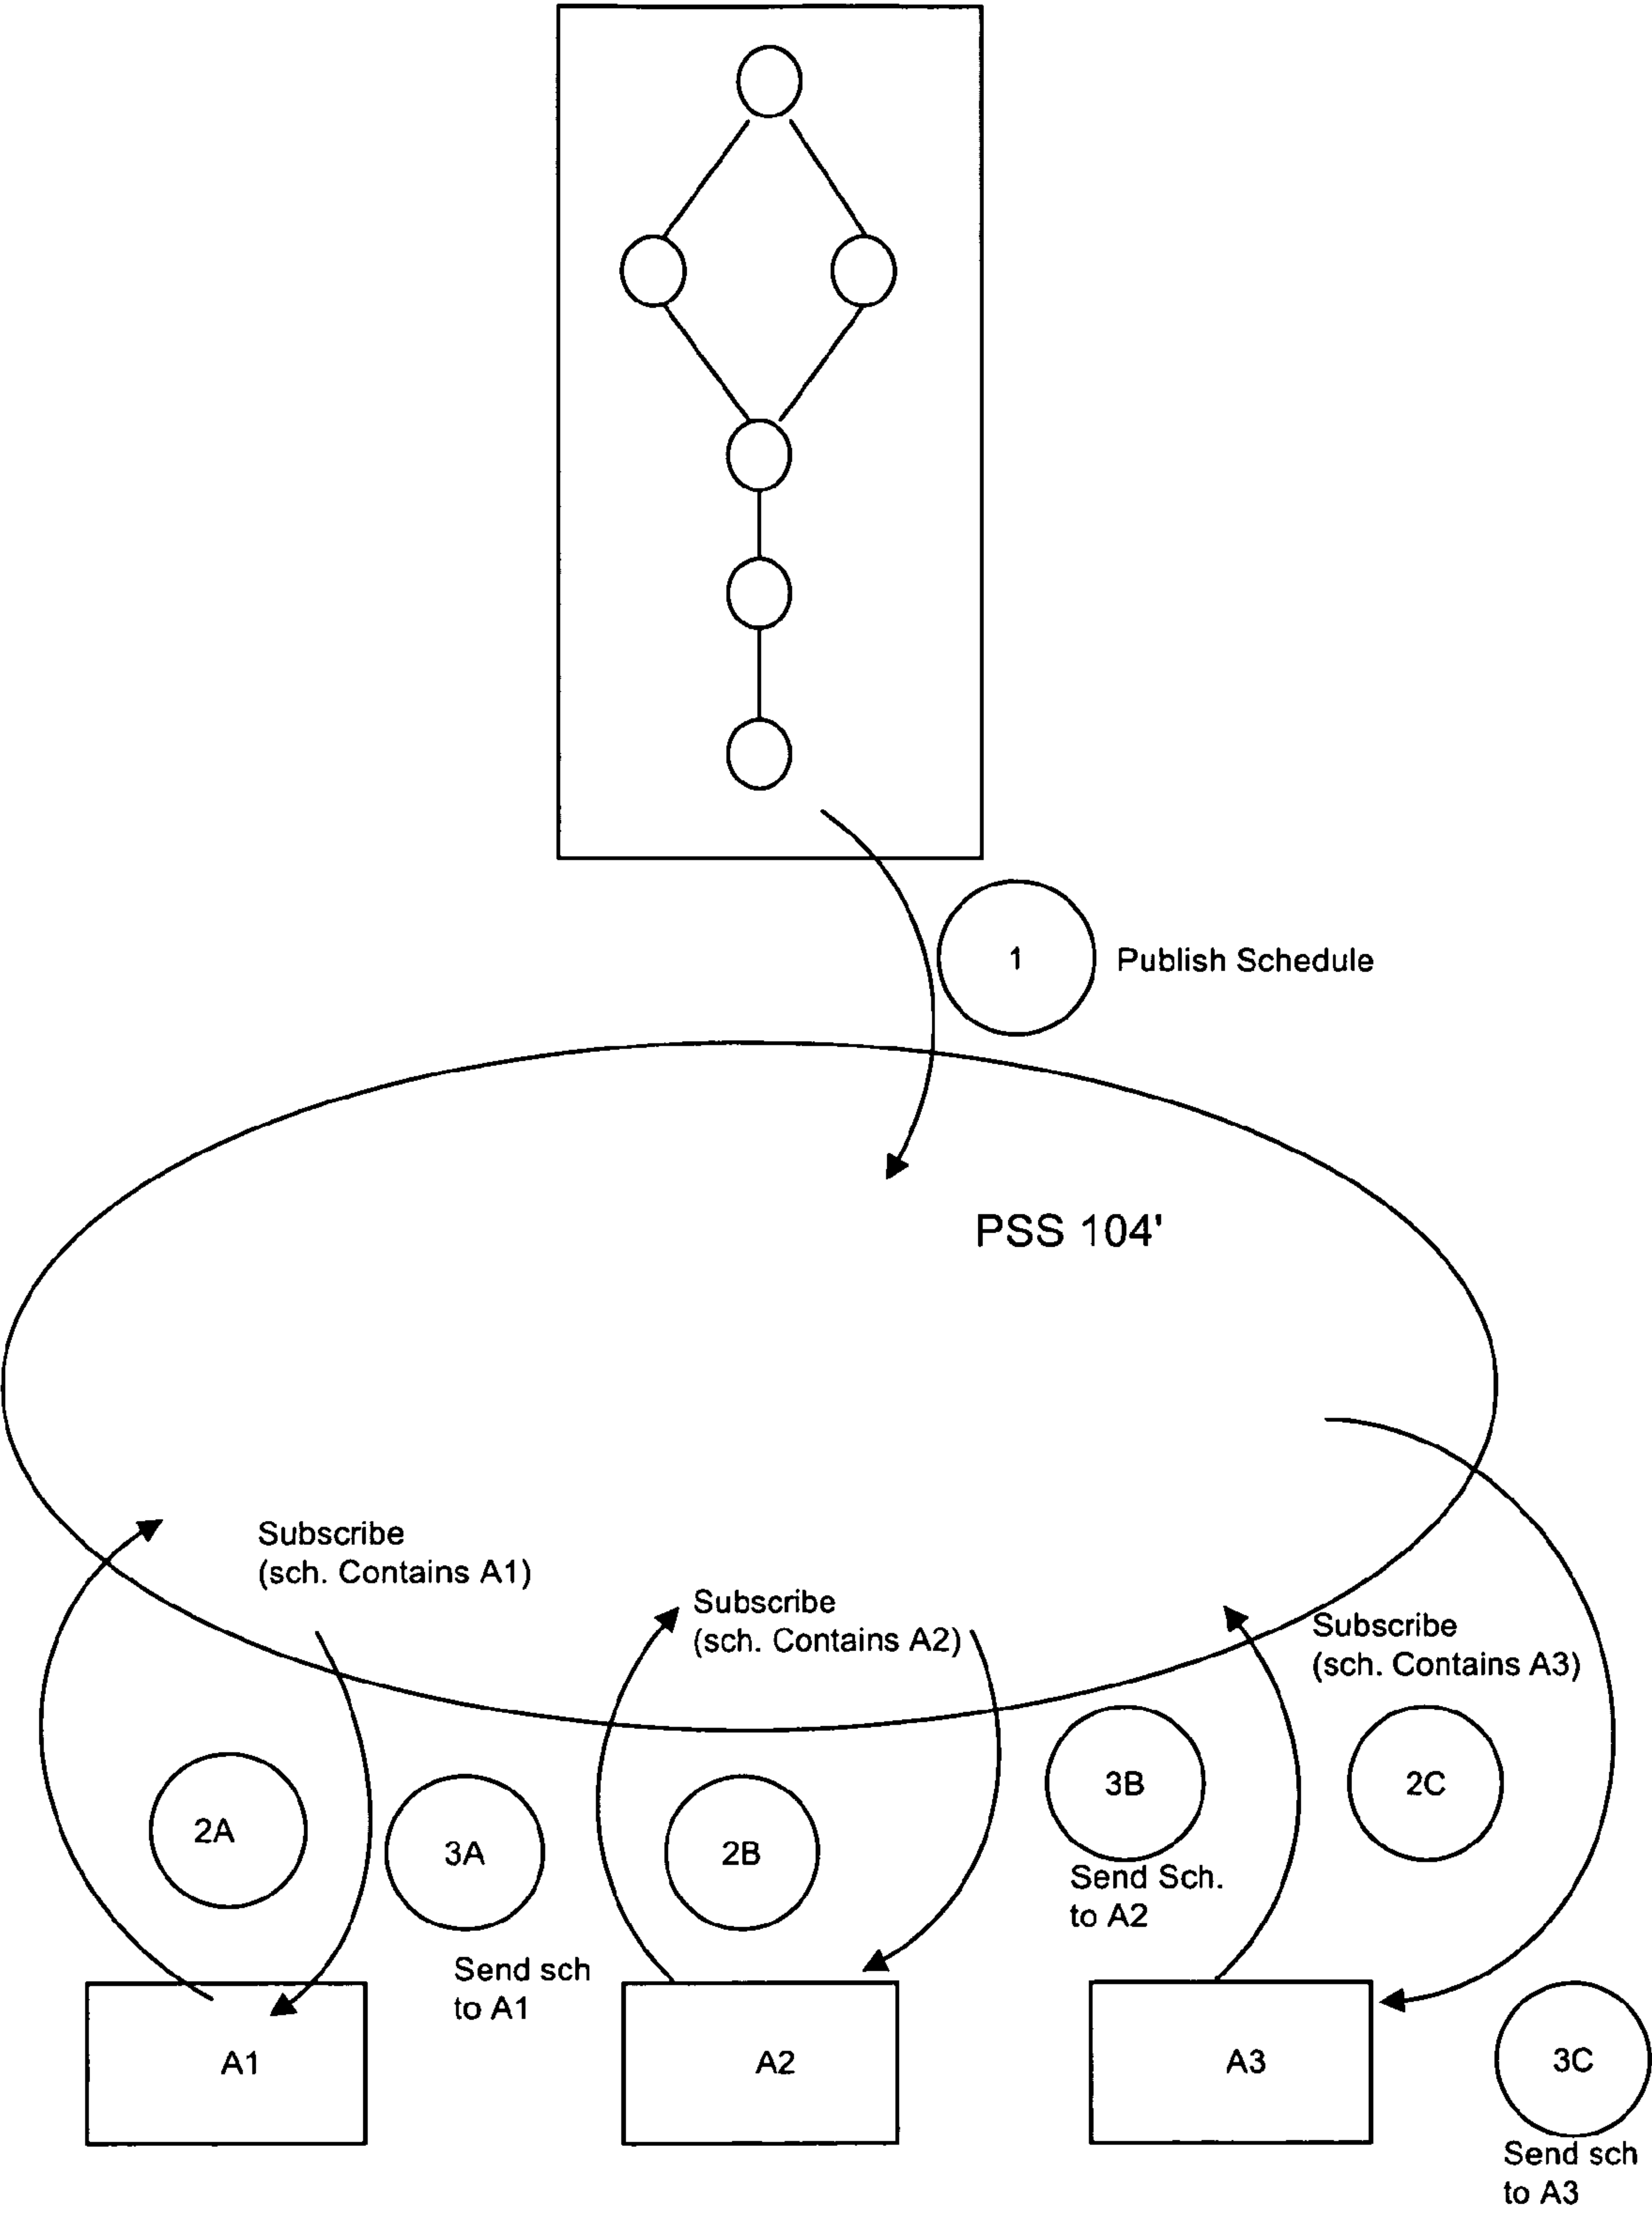 1
Publish Schedule
PSS 104'
Subscribe
(sch. Contains A1)
Subscribe
(sch. Contains A2)
Subscribe
(sch. Contains A3)
2A
3A
2B
3B
2C
Send Sch.
to A2
Send sch
to A1
A1
A2
A3
3C
Send sch
to A3